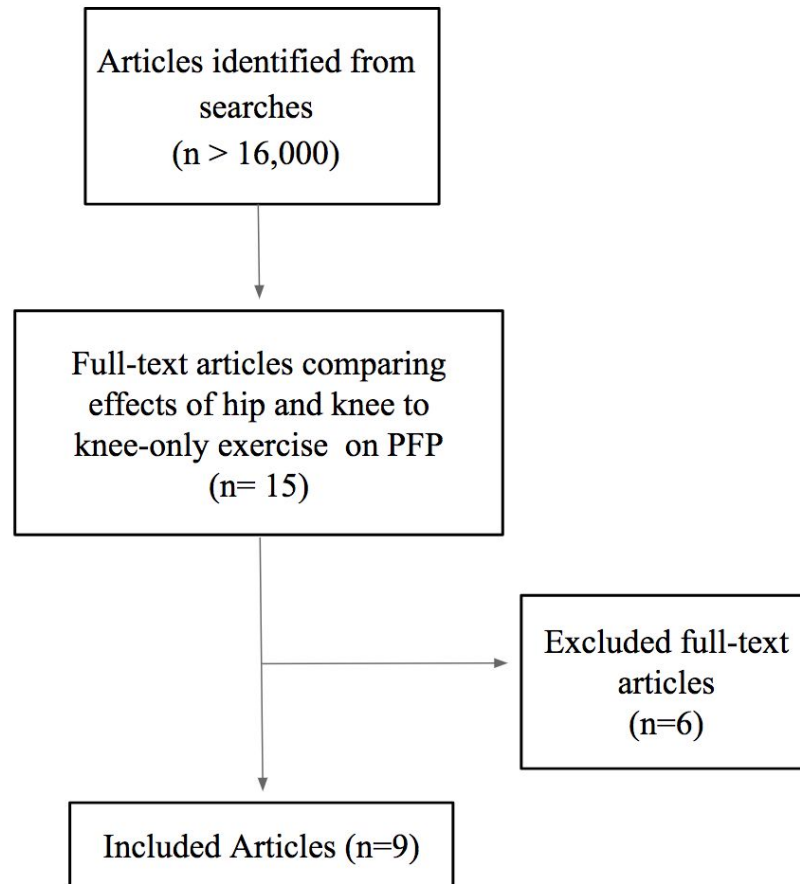 Articles identified from
searches
(n > 16,000)
Full-text articles comparing
effects of hip and knee to
knee-only exercise  on PFP
(n= 15)
Excluded full-text
articles
(n=6)
Included Articles (n=9)